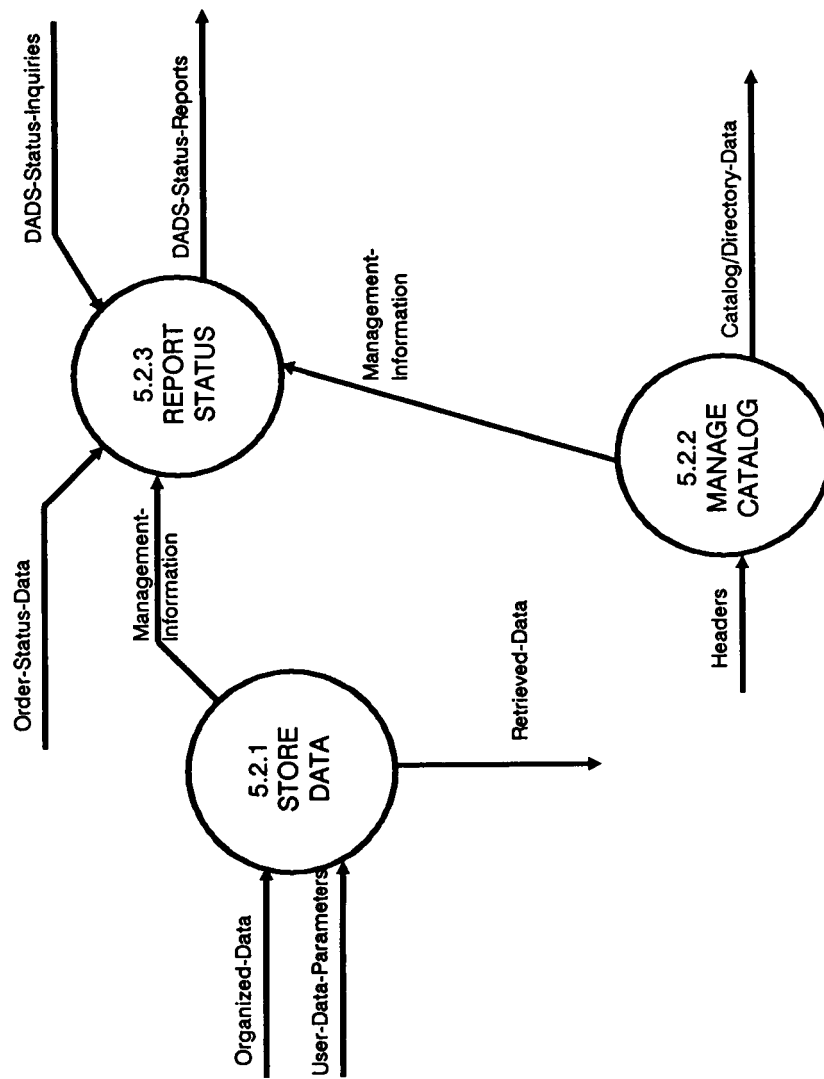 Order-Status-Data
DADS-Status-Inquiries
5.2.3
REPORT
STATUS
DADS-Status-Reports
Management-
Information
5.2.1
STORE
DATA
Organized-Data
User-Data-Parameters
Retrieved-Data
Management-
Information
5.2.2
MANAGE
CATALOG
Headers
Catalog/Directory-Data